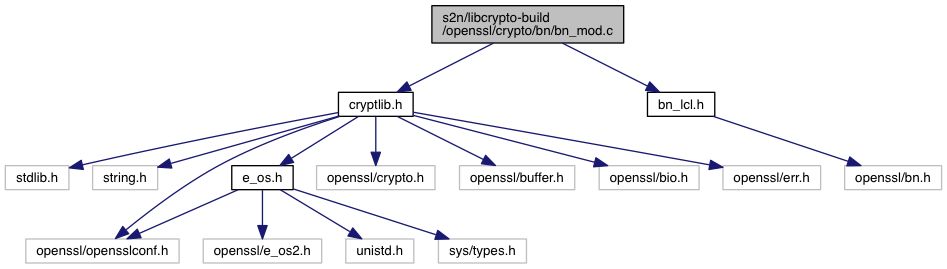 s2n/libcrypto-build
/openssl/crypto/bn/bn_mod.c
cryptlib.h
bn_lcl.h
stdlib.h
string.h
e_os.h
openssl/crypto.h
openssl/buffer.h
openssl/bio.h
openssl/err.h
openssl/bn.h
openssl/opensslconf.h
openssl/e_os2.h
unistd.h
sys/types.h